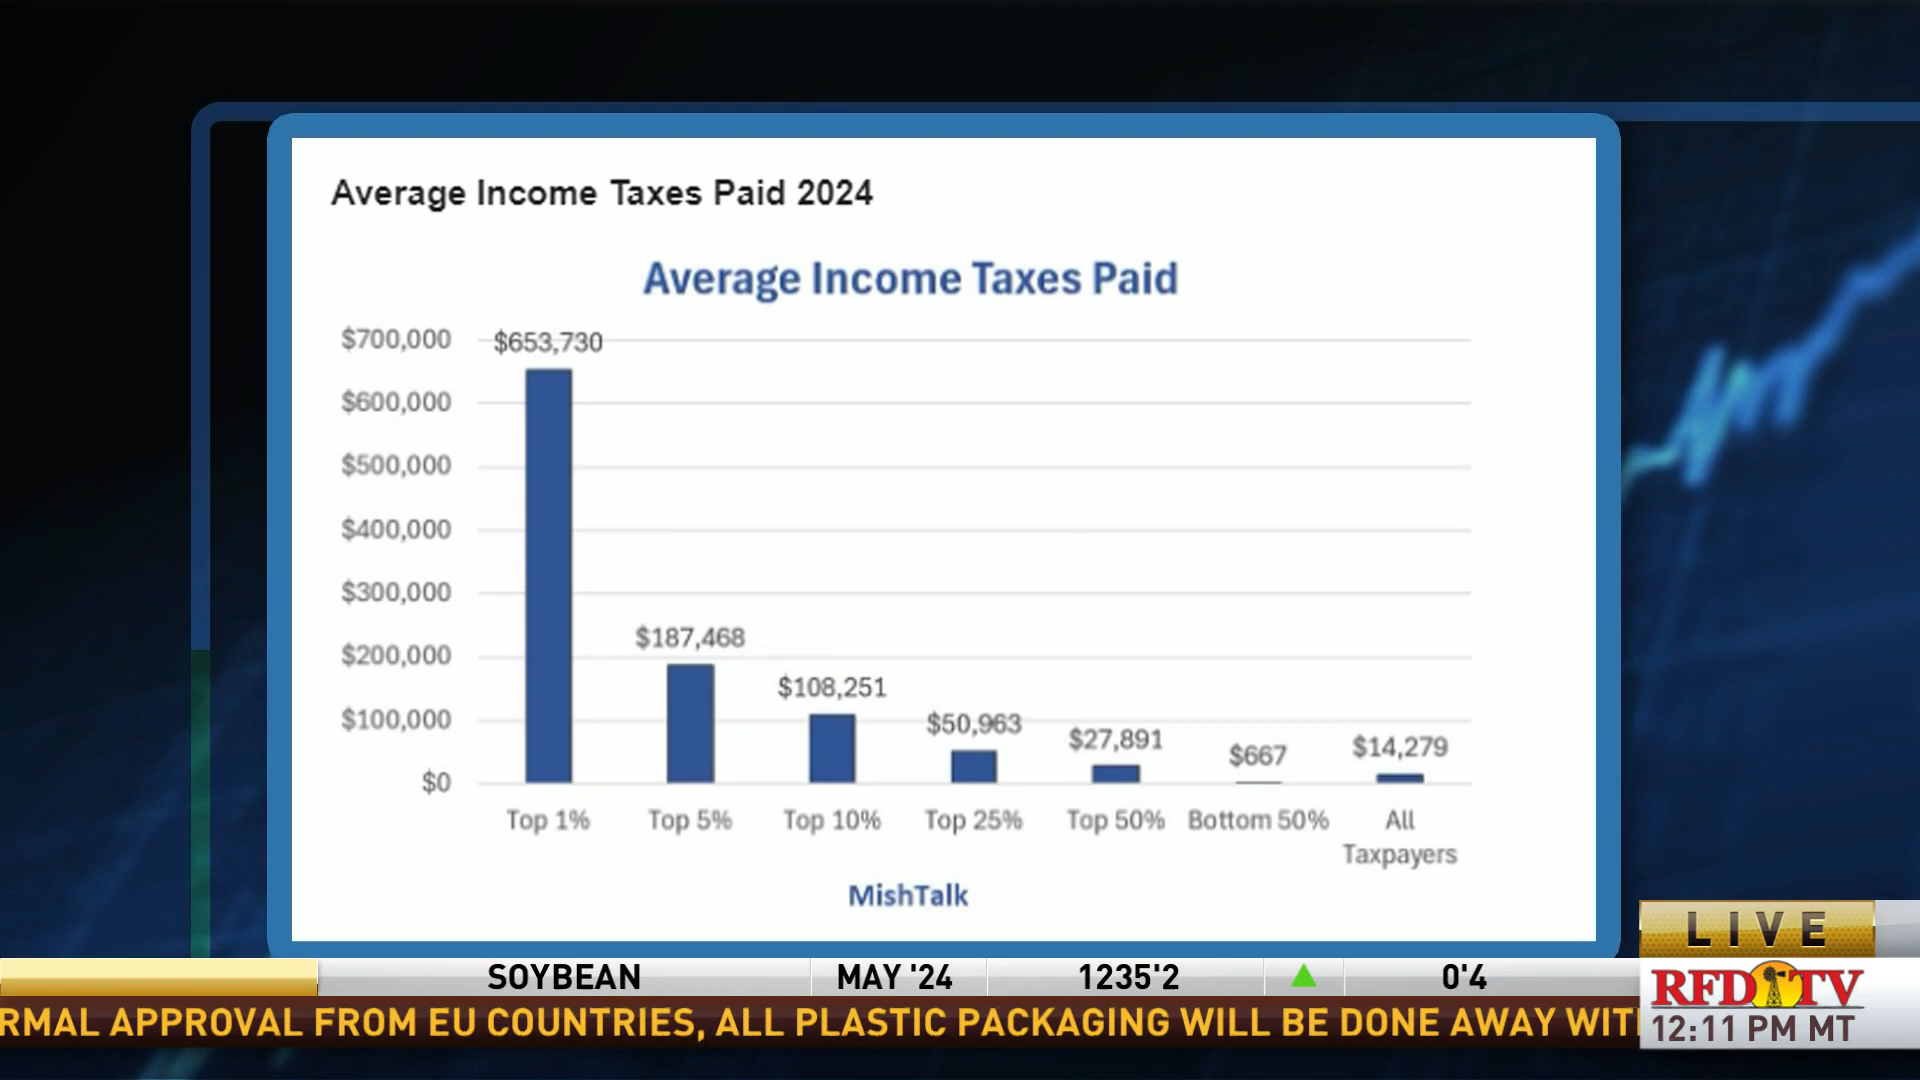 Average Income Taxes Paid 2024
Average Income Taxes Paid
$700,000
$600,000
$500,000
$400,000
$300,000
$200,000
$100,000
$0
$653,730
$187,468
$108,251
$50,963
$27,891
$667
$14,279
Top 1%
Top 5%
Top 10%
Top 25%
Top 50%
Bottom 50%
All
Taxpayers
MishTalk
LIVE
SOYBEAN MAY '24 1235'2 0'4
RFD TV
RMAL APPROVAL FROM EU COUNTRIES, ALL PLASTIC PACKAGING WILL BE DONE AWAY WIT
12:11 PM MT